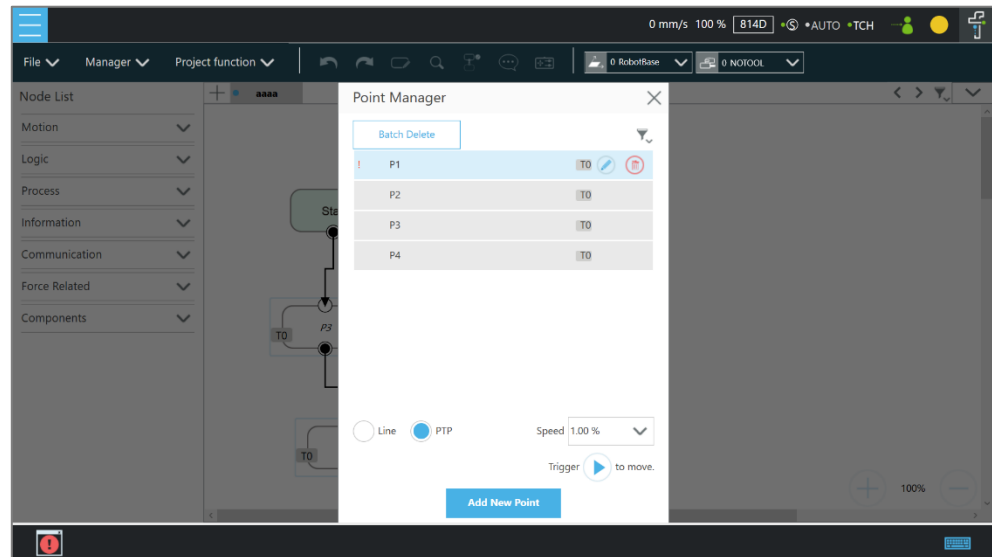 0 mm/s 100 % 814D S AUTO TCH
File Manager Project function 0 RobotBase 0 NOTOOL
Node List
aaaa
Point Manager
Motion
Batch Delete
Logic
! P1 T0
Process
P2 T0
Sta
Information
P3 T0
Communication
P4 T0
Force Related
Components
P3
T0
Line PTP Speed 1.00 %
T0
Trigger to move.
100%
Add New Point